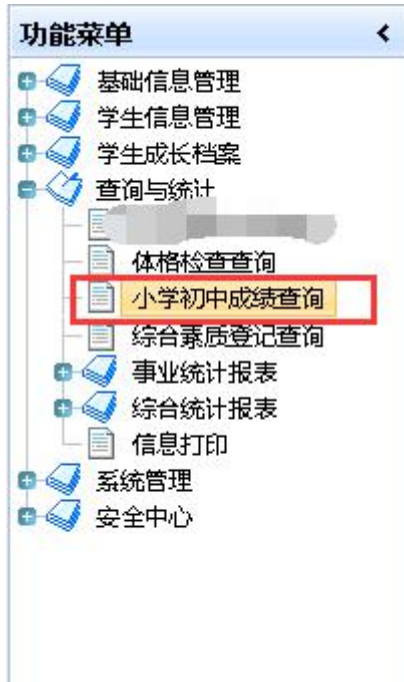 功能菜单
基础信息管理
学生信息管理
学生成长档案
查询与统计
体格检查查询
小学初中成绩查询
综合素质登记查询
事业统计报表
综合统计报表
信息打印
系统管理
安全中心